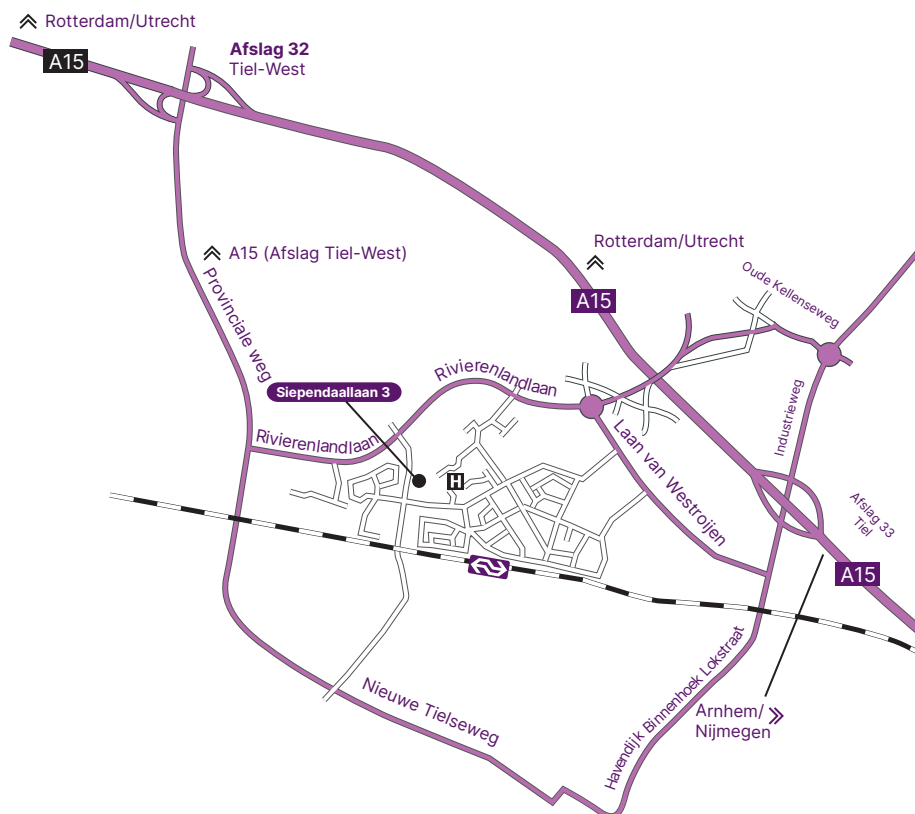 Rotterdam/Utrecht
A15
Afslag 32
Tiel-West
A15 (Afslag Tiel-West)
Provinciale weg
Rotterdam/Utrecht
A15
Oude Kellenseweg
Rivierenlandlaan
Siependaallaan 3
Rivierenlandlaan
Industrieweg
Laan van Westroijen
H
Afslag 33
Tiel
A15
Nieuwe Tielseweg
Havendijk Binnenhoek Lokstraat
Arnhem/
Nijmegen